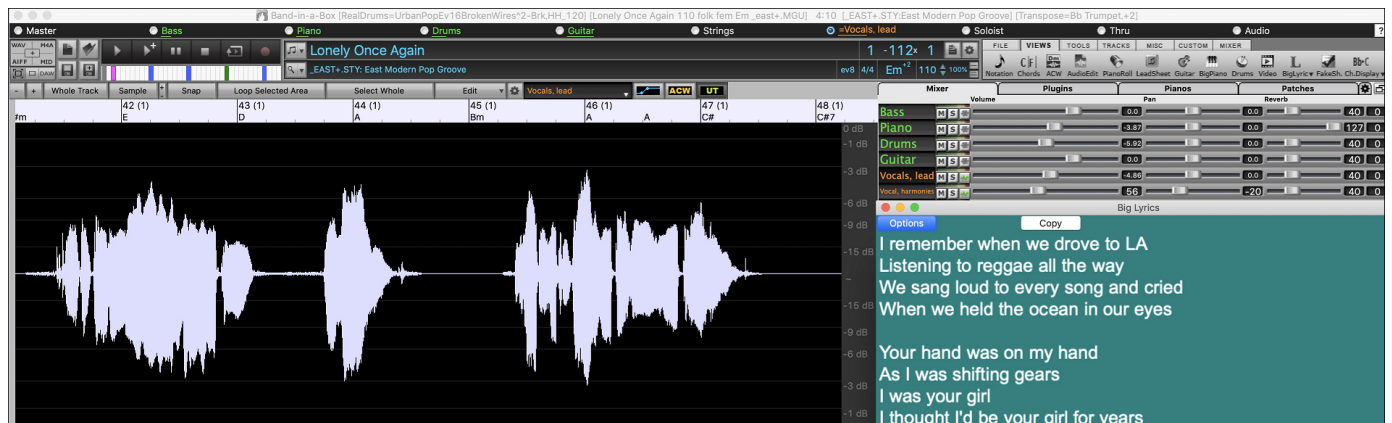 Band-in-a-Box [RealDrums=UrbanPopEv16BrokenWires^2-Brk,HH_120] [Lonely Once Again 110 folk fem Em _east+.MGU] 4:10 [_EAST+.STY:East Modern Pop Groove] [Transpose=Bb Trumpet,+2]
Master Bass Piano Drums Guitar Strings =Vocals, lead Soloist Thru Audio ?
WAV M4A
AIFF MID
DAW
Lonely Once Again 1 -112x 1
_EAST+.STY: East Modern Pop Groove ev8 4/4 Em+2 110 100%
FILE VIEWS TOOLS TRACKS MISC CUSTOM MIXER
Notation Chords ACW AudioEdit PianoRoll LeadSheet Guitar BigPiano Drums Video BigLyric FakeSh. Ch.Display
- + Whole Track Sample Snap Loop Selected Area Select Whole Edit Vocals, lead ACW UT
42 (1) 43 (1) 44 (1) 45 (1) 46 (1) 47 (1) 48 (1)
#m E D A Bm A A C# C#7
0 dB
-1 dB
-3 dB
-6 dB
-9 dB
-15 dB
-
-15 dB
-9 dB
-6 dB
-3 dB
-1 dB
Mixer Plugins Pianos Patches
Volume Pan Reverb
Bass M S 0.0 0.0 40 0
Piano M S -3.87 0.0 127 0
Drums M S -5.92 0.0 40 0
Guitar M S 0.0 0.0 40 0
Vocals, lead M S -4.86 0.0 40 0
Vocal, harmonies M S 56 -20 40 0
Big Lyrics
Options Copy
I remember when we drove to LA
Listening to reggae all the way
We sang loud to every song and cried
When we held the ocean in our eyes
Your hand was on my hand
As I was shifting gears
I was your girl
I thought I'd be your girl for years